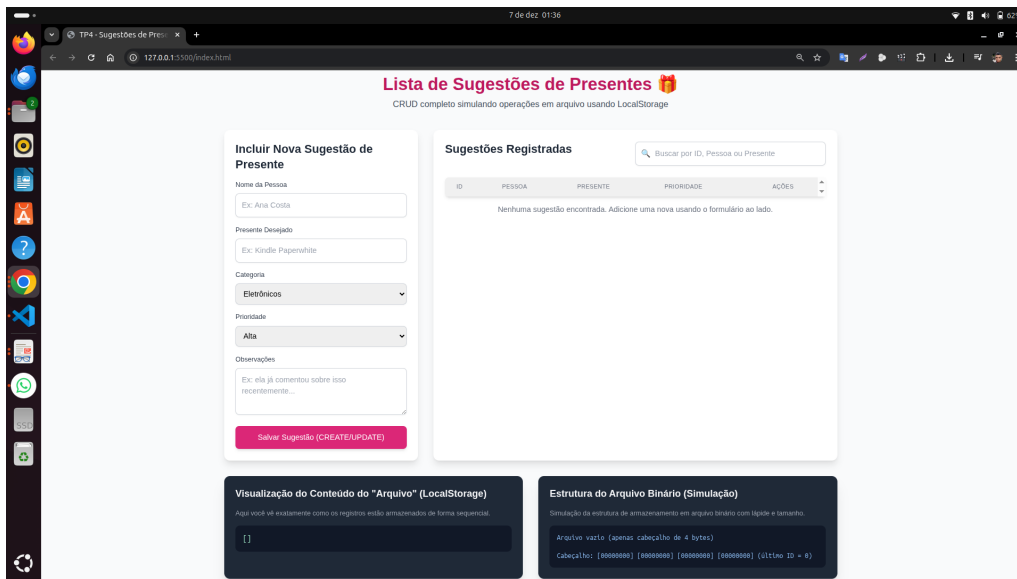 7 de dez 01:36
62
TP4 - Sugestões de Prese
127.0.0.1:5500/index.html
2
SSD
Lista de Sugestões de Presentes 🎁
CRUD completo simulando operações em arquivo usando LocalStorage
Incluir Nova Sugestão de
Presente
Nome da Pessoa
Ex: Ana Costa
Presente Desejado
Ex: Kindle Paperwhite
Categoria
Eletrônicos
Prioridade
Alta
Observações
Ex: ela já comentou sobre isso
recentemente...
Salvar Sugestão (CREATE/UPDATE)
Sugestões Registradas
🔍 Buscar por ID, Pessoa ou Presente
ID PESSOA PRESENTE PRIORIDADE AÇÕES
Nenhuma sugestão encontrada. Adicione uma nova usando o formulário ao lado.
Visualização do Conteúdo do "Arquivo" (LocalStorage)
Aqui você vê exatamente como os registros estão armazenados de forma sequencial.
[]
Estrutura do Arquivo Binário (Simulação)
Simulação da estrutura de armazenamento em arquivo binário com lápide e tamanho.
Arquivo vazio (apenas cabeçalho de 4 bytes)
Cabeçalho: [00000000] [00000000] [00000000] [00000000] (último ID = 0)